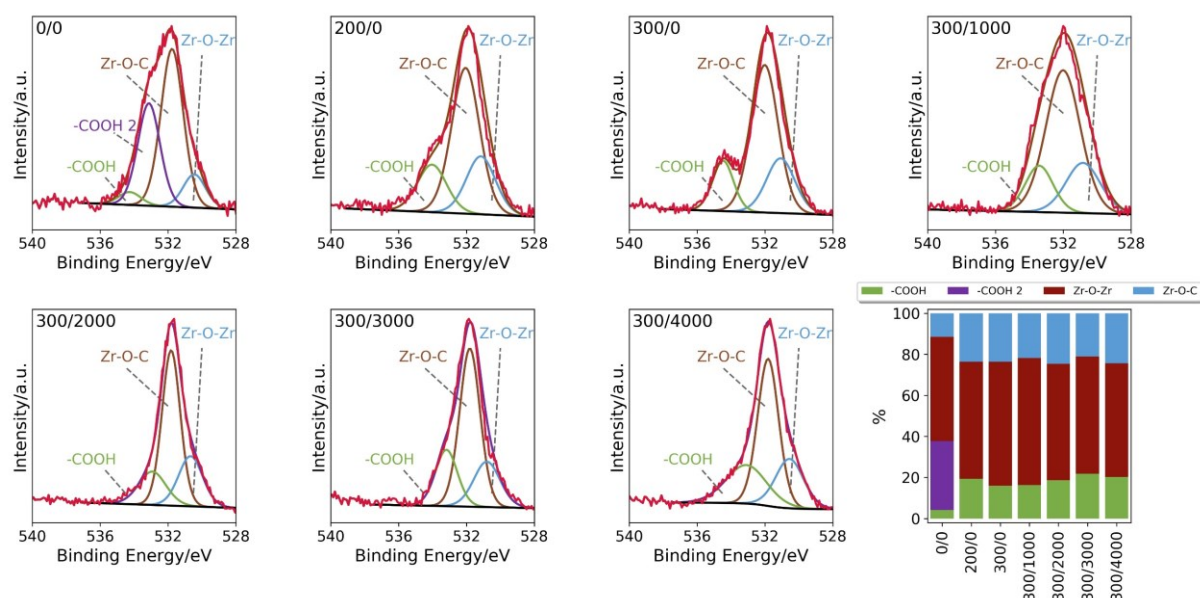 0/0
Zr-O-Zr
Zr-O-C
-COOH 2
-COOH
Intensity/a.u.
540 536 532 528
Binding Energy/eV
200/0
Zr-O-Zr
Zr-O-C
-COOH
Intensity/a.u.
540 536 532 528
Binding Energy/eV
300/0
Zr-O-Zr
Zr-O-C
-COOH
Intensity/a.u.
540 536 532 528
Binding Energy/eV
300/1000
Zr-O-Zr
Zr-O-C
-COOH
Intensity/a.u.
540 536 532 528
Binding Energy/eV
300/2000
Zr-O-Zr
Zr-O-C
-COOH
Intensity/a.u.
540 536 532 528
Binding Energy/eV
300/3000
Zr-O-Zr
Zr-O-C
-COOH
Intensity/a.u.
540 536 532 528
Binding Energy/eV
300/4000
Zr-O-Zr
Zr-O-C
-COOH
Intensity/a.u.
540 536 532 528
Binding Energy/eV
-COOH -COOH 2 Zr-O-Zr Zr-O-C
100
80
60
40
20
0
%
0/0
200/0
300/0
300/1000
300/2000
300/3000
300/4000